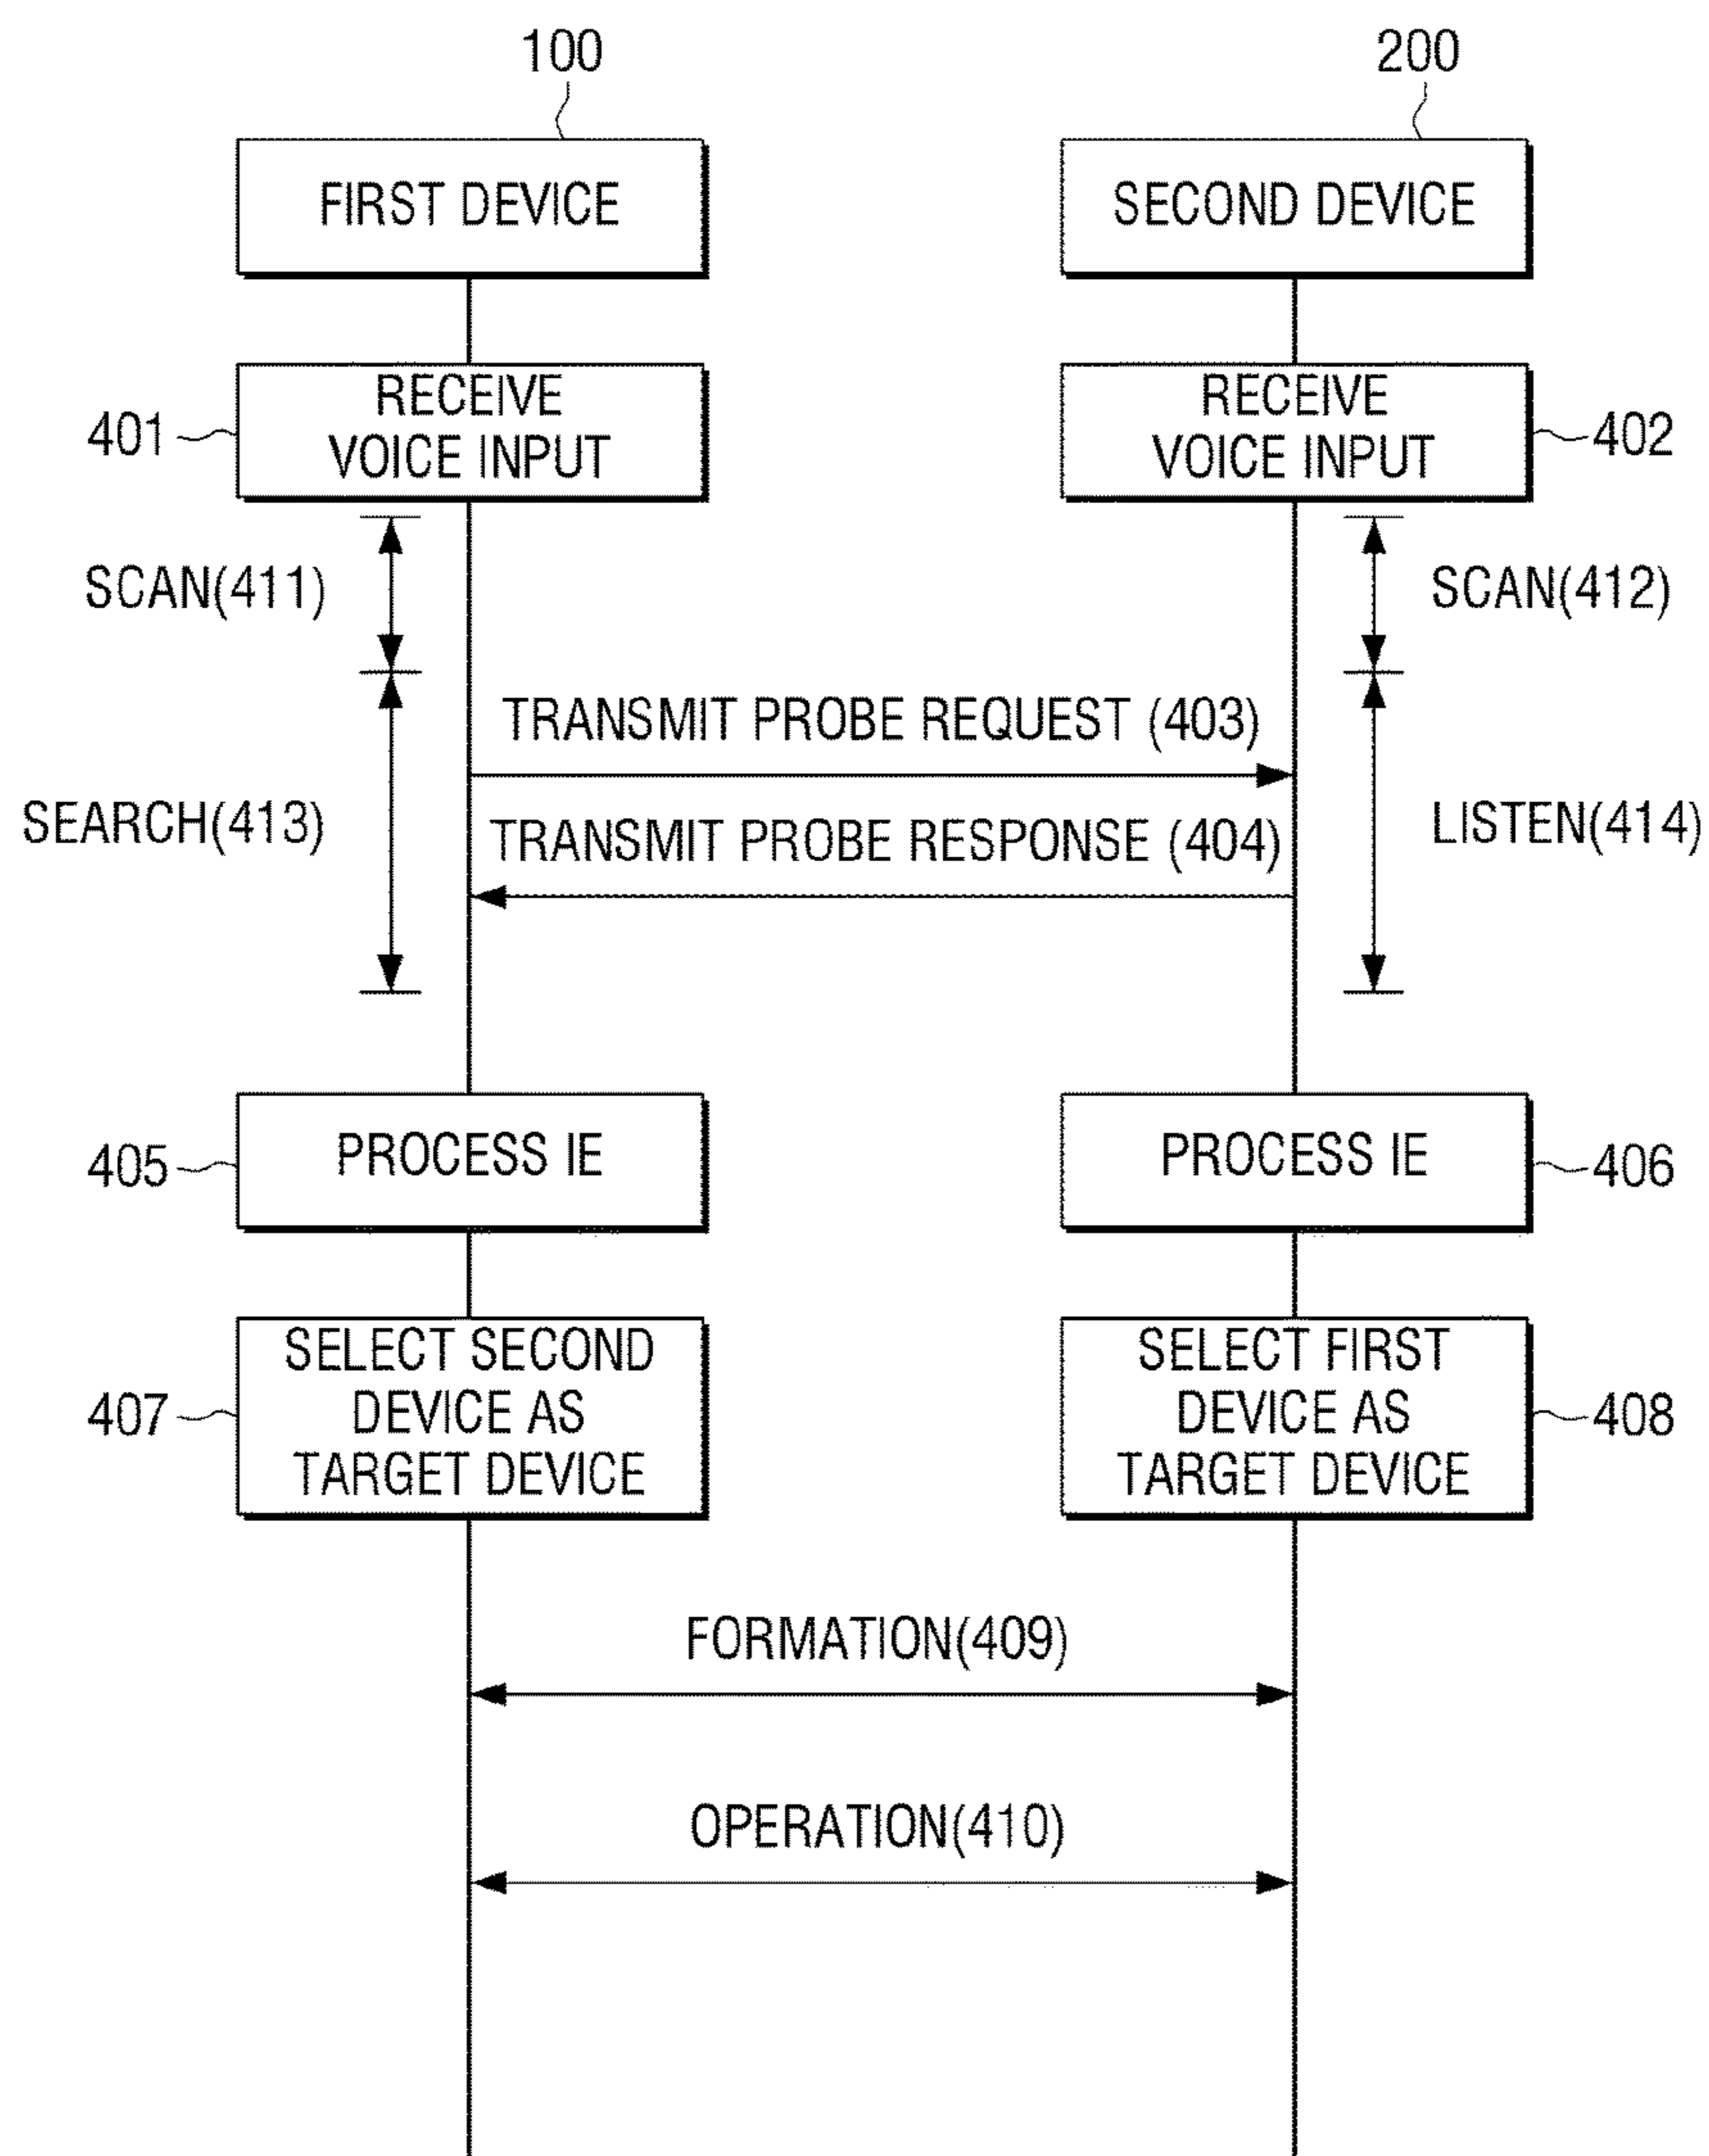 100
200
FIRST DEVICE
SECOND DEVICE
401
RECEIVE
VOICE INPUT
RECEIVE
VOICE INPUT
402
SCAN(411)
SCAN(412)
TRANSMIT PROBE REQUEST (403)
SEARCH(413)
TRANSMIT PROBE RESPONSE (404)
LISTEN(414)
405
PROCESS IE
PROCESS IE
406
407
SELECT SECOND
DEVICE AS
TARGET DEVICE
SELECT FIRST
DEVICE AS
TARGET DEVICE
408
FORMATION(409)
OPERATION(410)